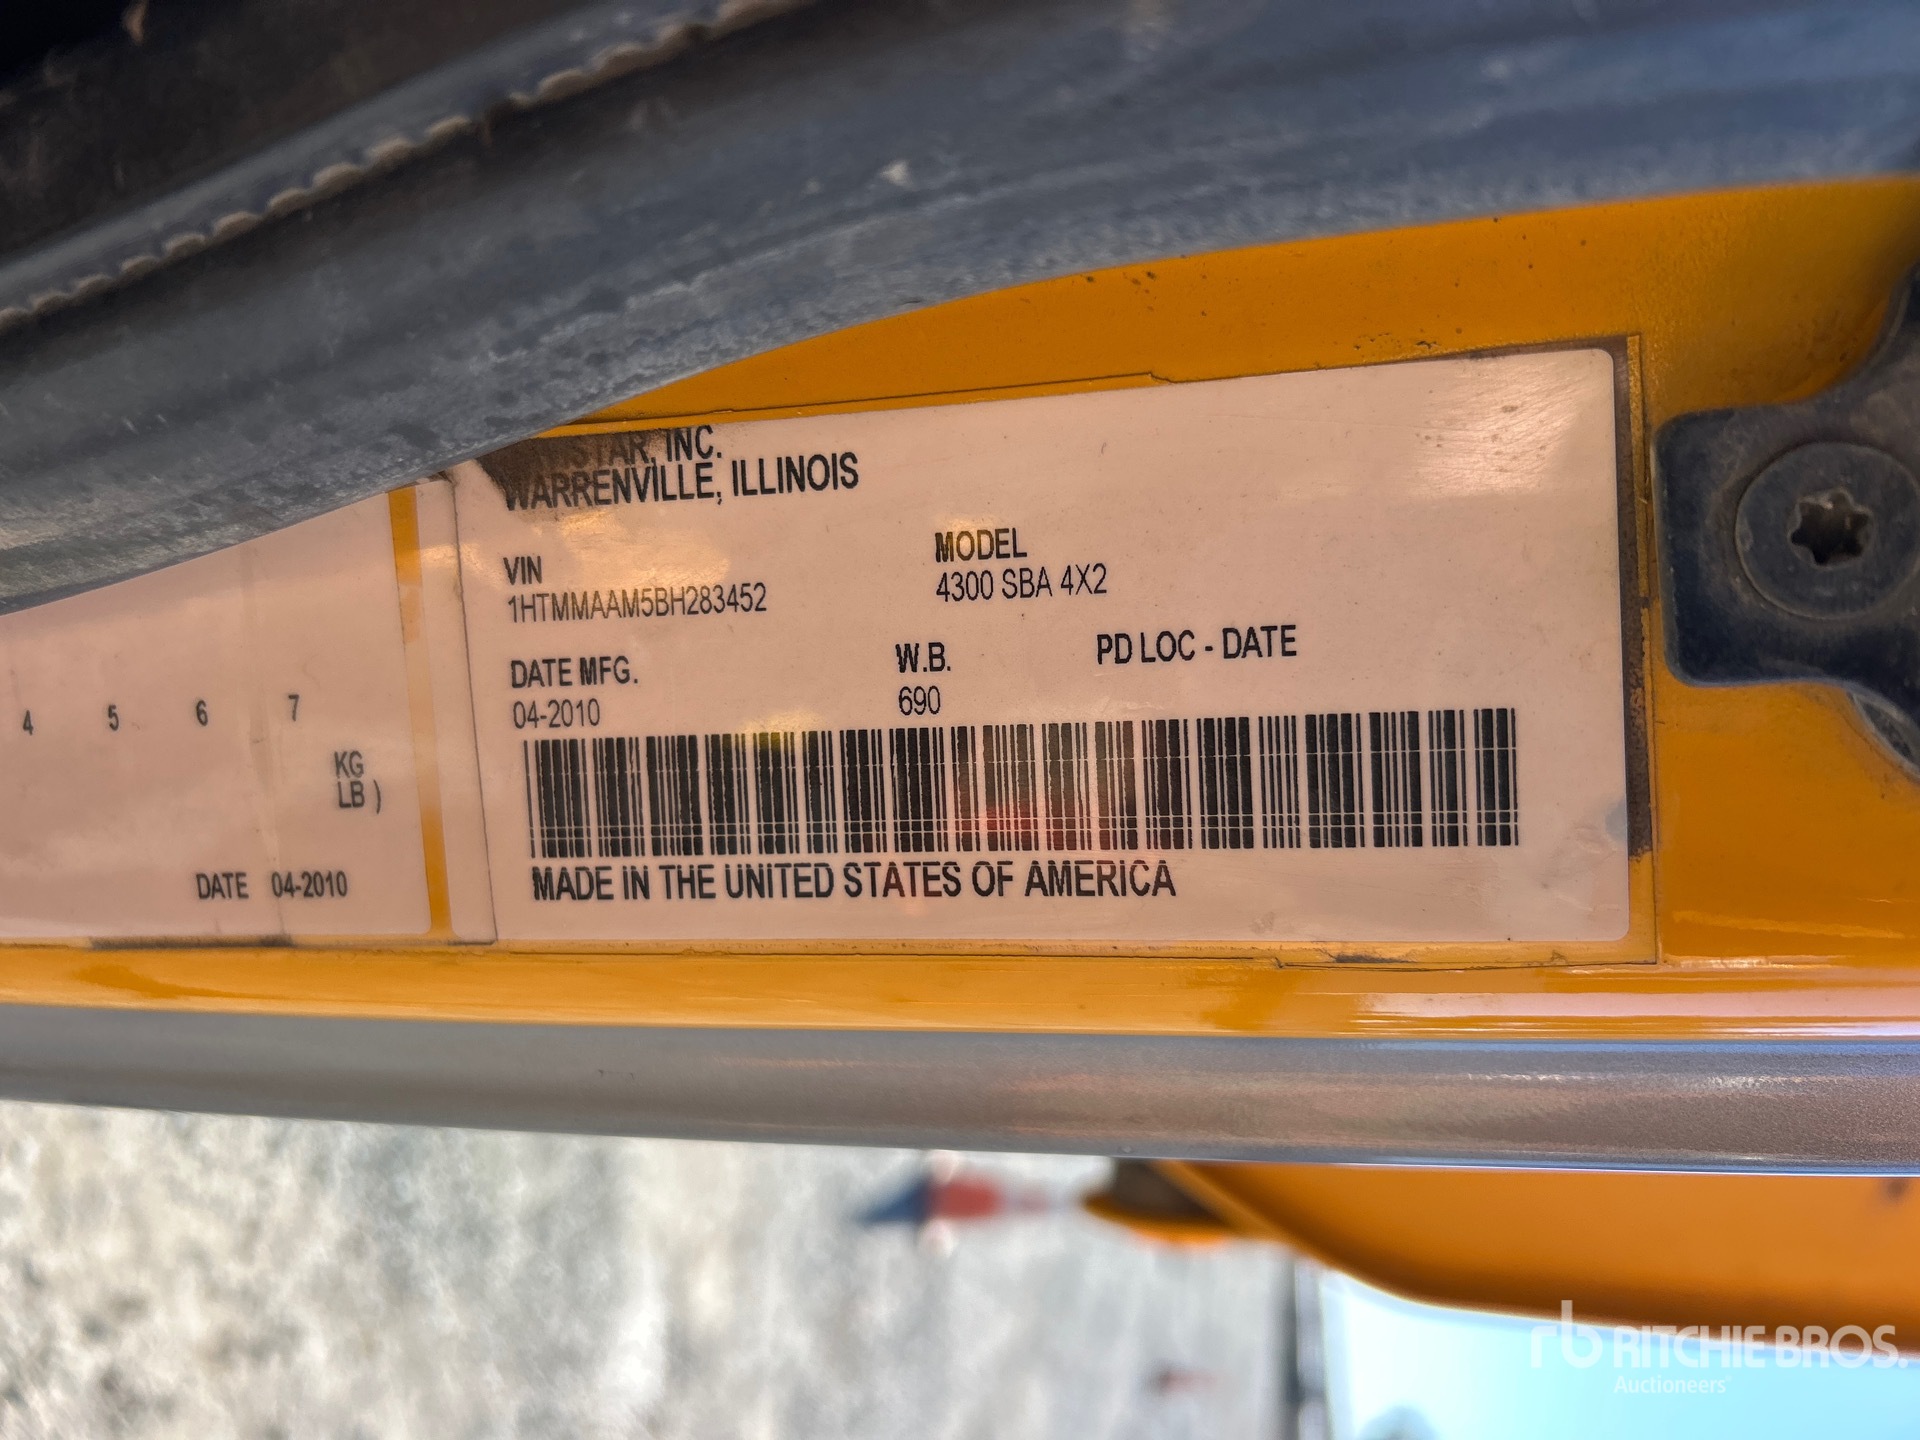 INC.
WARRENVILLE, ILLINOIS
VIN
1HTMMAAM5BH283452
MODEL
4300 SBA 4X2
DATE MFG.
04-2010
W.B.
690
PD LOC - DATE
MADE IN THE UNITED STATES OF AMERICA
4 5 6 7
KG
LB )
DATE 04-2010
rb RITCHIE BROS.
Auctioneers